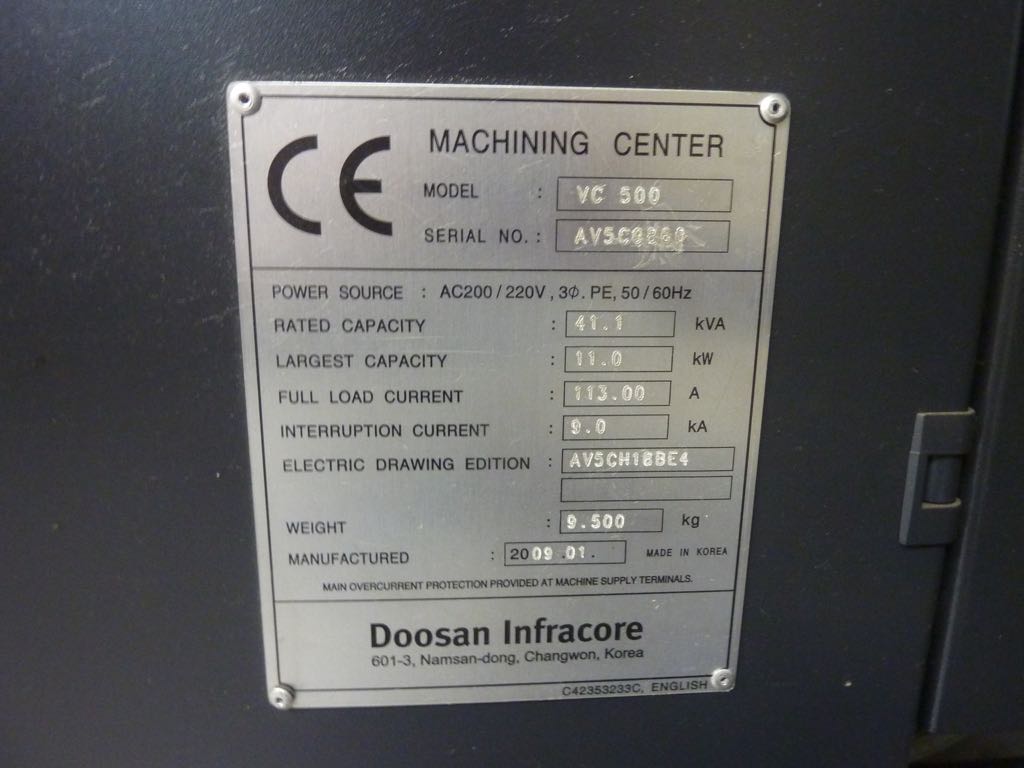 CE MACHINING CENTER
MODEL : VC 500
SERIAL NO. :
POWER SOURCE : AC200 / 220V , 3Φ. PE, 50 / 60Hz
RATED CAPACITY : 41.1 kVA
LARGEST CAPACITY : 11.0 kW
FULL LOAD CURRENT : 113.00 A
INTERRUPTION CURRENT : 9.0 kA
ELECTRIC DRAWING EDITION :
WEIGHT : 9.500 kg
MANUFACTURED : 2009 .01. MADE IN KOREA
MAIN OVERCURRENT PROTECTION PROVIDED AT MACHINE SUPPLY TERMINALS.
Doosan Infracore
601-3, Namsan-dong, Changwon, Korea
C42353233C, ENGLISH